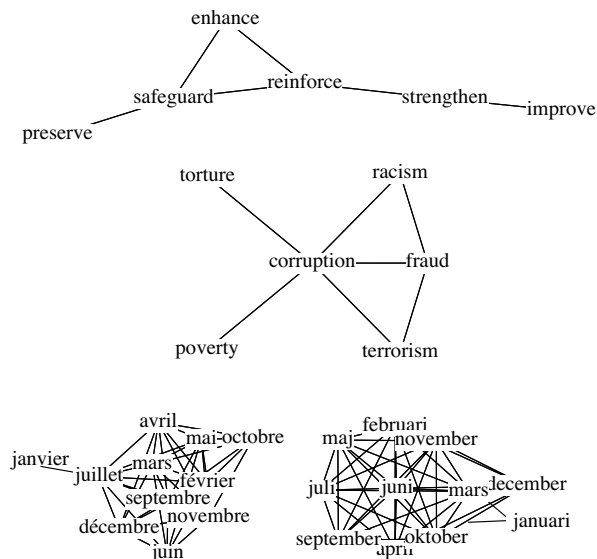 enhance
reinforce
safeguard
strengthen
improve
preserve
torture
racism
corruption
fraud
poverty
terrorism
avril
mai
octobre
janvier
mars
juillet
février
septembre
novembre
décembre
juin
februari
maj
november
juli
juni
mars
december
januari
september
oktober
april